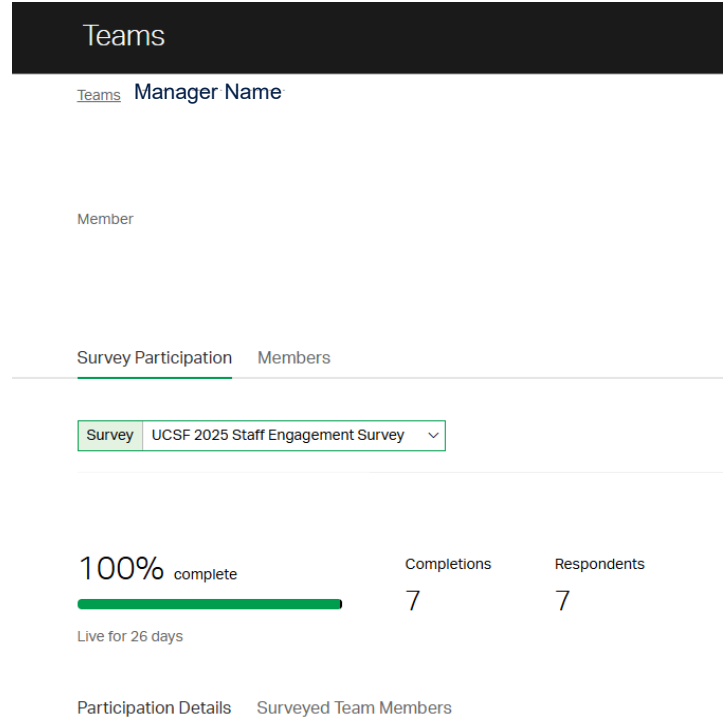 Teams
Teams Manager Name
Member
Survey Participation Members
Survey UCSF 2025 Staff Engagement Survey
100% complete
Completions Respondents
7 7
Live for 26 days
Participation Details Surveyed Team Members